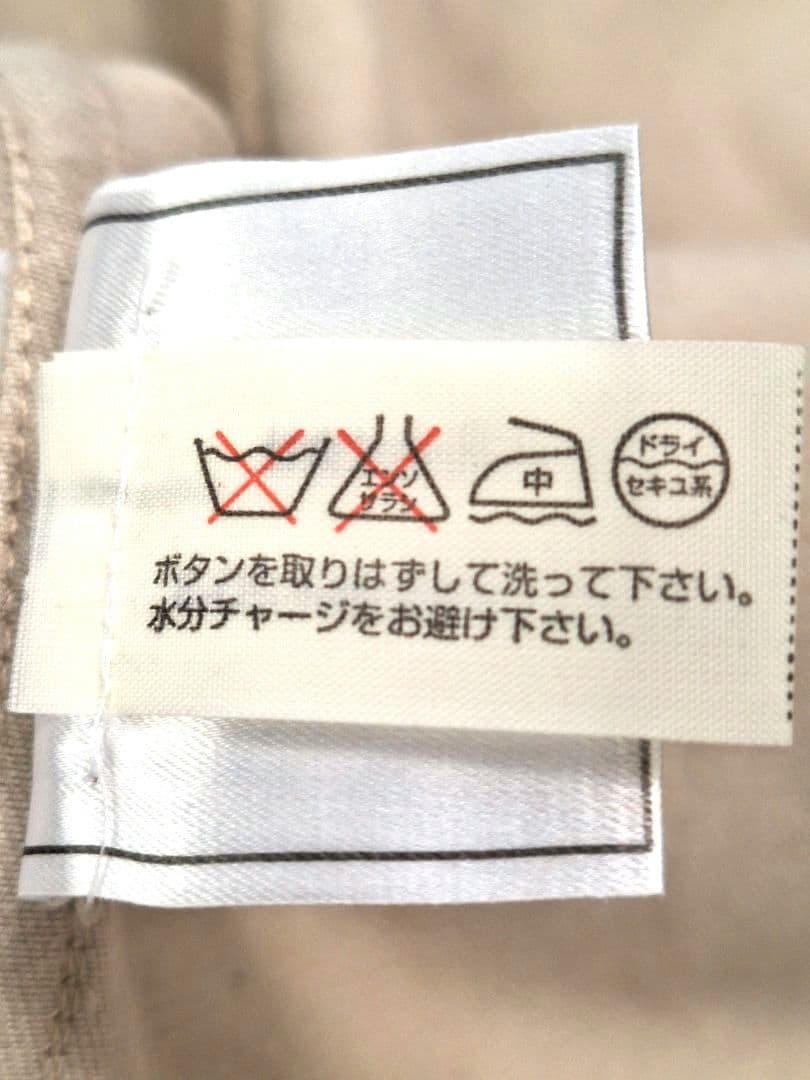 エンソ
サラシ
中
ドライ
セキユ系
ボタンを取りはずして洗って下さい。
水分チャージをお避け下さい。